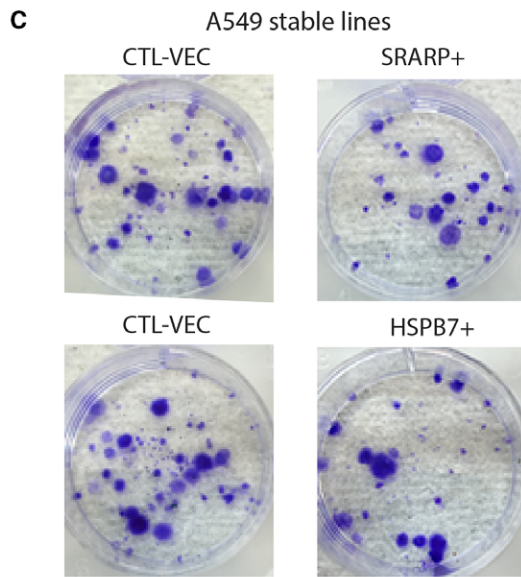 C
A549 stable lines
CTL-VEC
SRARP+
CTL-VEC
HSPB7+